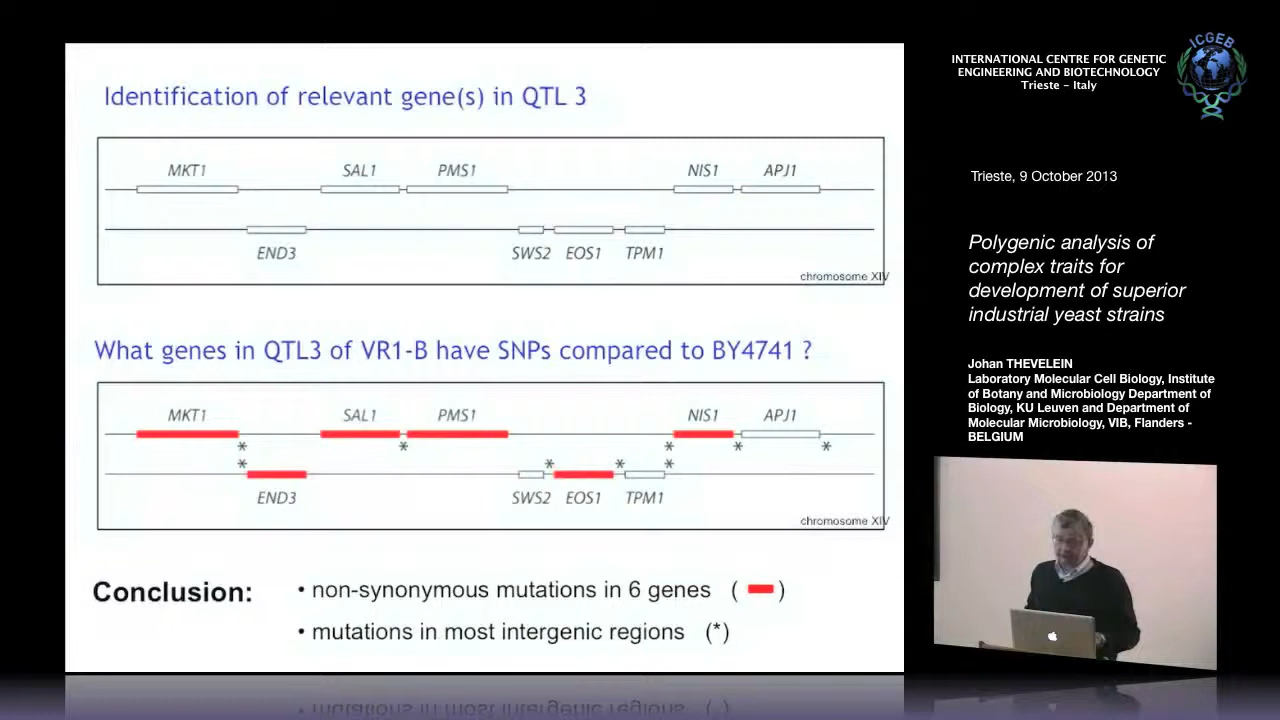 Identification of relevant gene(s) in QTL 3
MKT1 SAL1 PMS1 NIS1 APJ1
END3 SWS2 EOS1 TPM1
chromosome XIV
What genes in QTL3 of VR1-B have SNPs compared to BY4741 ?
MKT1 SAL1 PMS1 NIS1 APJ1
* * * * *
* * * *
END3 SWS2 EOS1 TPM1
chromosome XIV
Conclusion: • non-synonymous mutations in 6 genes ( )
• mutations in most intergenic regions (*)
INTERNATIONAL CENTRE FOR GENETIC
ENGINEERING AND BIOTECHNOLOGY
Trieste - Italy
ICGEB
Trieste, 9 October 2013
Polygenic analysis of
complex traits for
development of superior
industrial yeast strains
Johan THEVELEIN
Laboratory Molecular Cell Biology, Institute
of Botany and Microbiology Department of
Biology, KU Leuven and Department of
Molecular Microbiology, VIB, Flanders -
BELGIUM